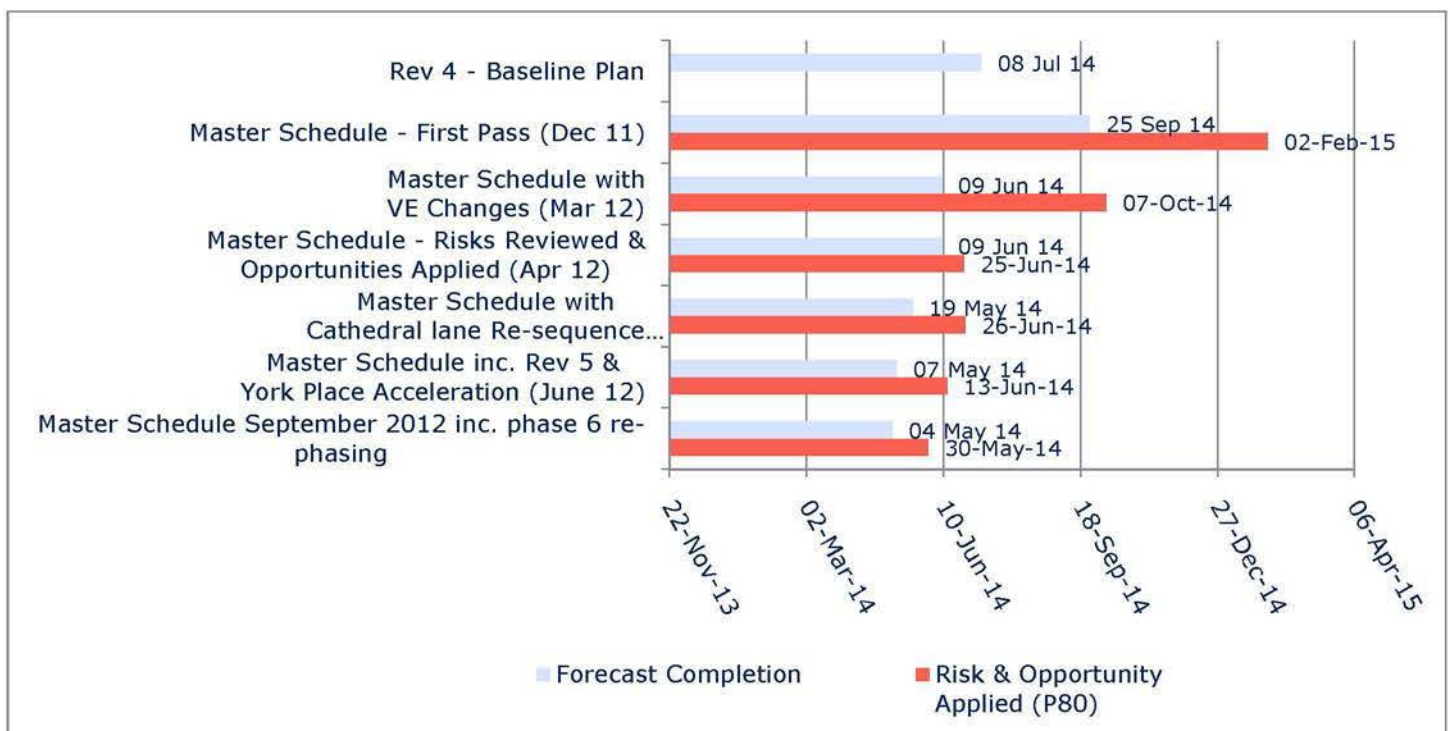 Rev 4 - Baseline Plan
08 Jul 14
Master Schedule - First Pass (Dec 11)
25 Sep 14
02-Feb-15
Master Schedule with
VE Changes (Mar 12)
09 Jun 14
07-Oct-14
Master Schedule - Risks Reviewed &
Opportunities Applied (Apr 12)
09 Jun 14
25-Jun-14
Master Schedule with
Cathedral lane Re-sequence...
19 May 14
26-Jun-14
Master Schedule inc. Rev 5 &
York Place Acceleration (June 12)
07 May 14
13-Jun-14
Master Schedule September 2012 inc. phase 6 re-
phasing
04 May 14
30-May-14
22-Nov-13
02-Mar-14
10-Jun-14
18-Sep-14
27-Dec-14
06-Apr-15
Forecast Completion
Risk & Opportunity
Applied (P80)